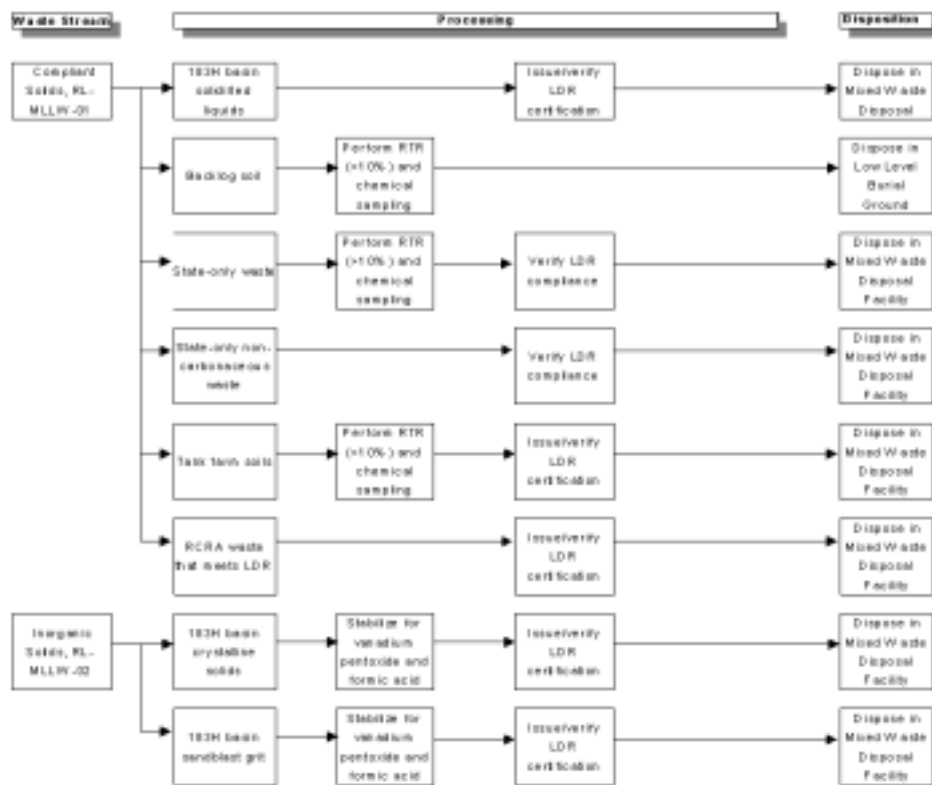 Waste Stream
Processing
Disposition
Compliant
Solids, RL-
MLLW-01
183H basin
solidified
liquids
Issue/verify
LDR
certification
Dispose in
Mixed Waste
Disposal
Backlog soil
Perform RTR
(>10%) and
chemical
sampling
Dispose in
Low Level
Burial
Ground
State-only waste
Perform RTR
(>10%) and
chemical
sampling
Verify LDR
compliance
Dispose in
Mixed Waste
Disposal
Facility
State-only non-
carbonaceous
waste
Verify LDR
compliance
Dispose in
Mixed Waste
Disposal
Facility
Tank farm soils
Perform RTR
(>10%) and
chemical
sampling
Issue/verify
LDR
certification
Dispose in
Mixed Waste
Disposal
Facility
RCRA waste
that meets LDR
Issue/verify
LDR
certification
Dispose in
Mixed Waste
Disposal
Facility
Inorganic
Solids, RL-
MLLW-02
183H basin
crystalline
solids
Stabilize for
vanadium
pentoxide and
formic acid
Issue/verify
LDR
certification
Dispose in
Mixed Waste
Disposal
Facility
183H basin
sandblast grit
Stabilize for
vanadium
pentoxide and
formic acid
Issue/verify
LDR
certification
Dispose in
Mixed Waste
Disposal
Facility